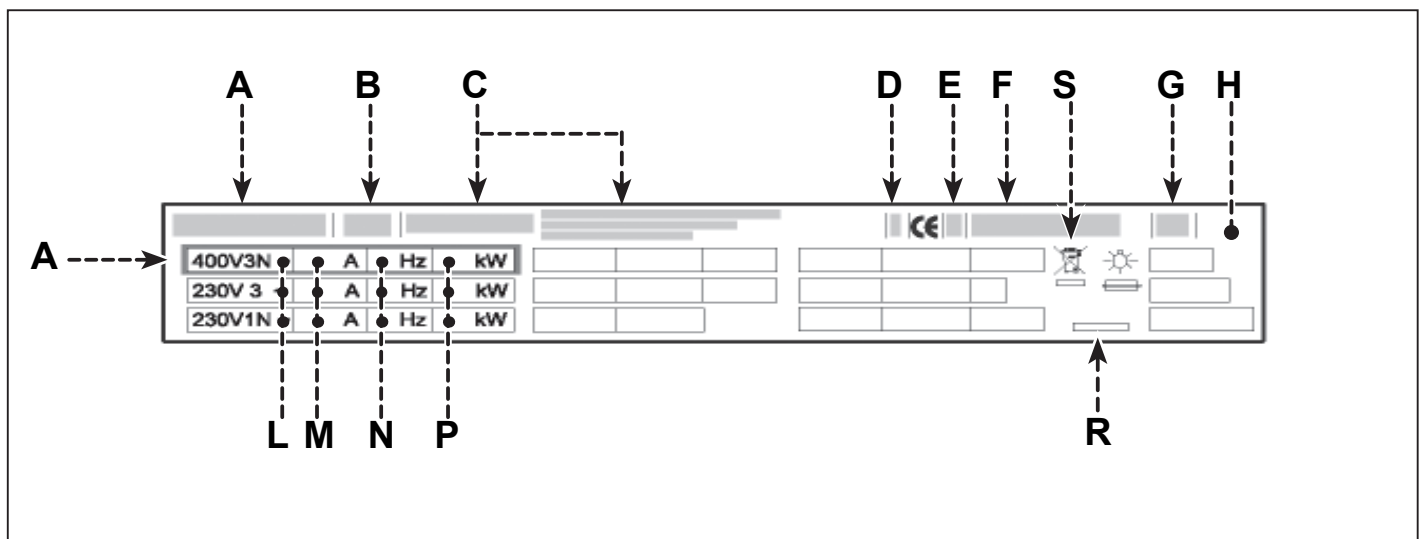 A B C D E F S G H
CE
A
400V3N A Hz kW
230V 3 A Hz kW
230V1N A Hz kW
L M N P R